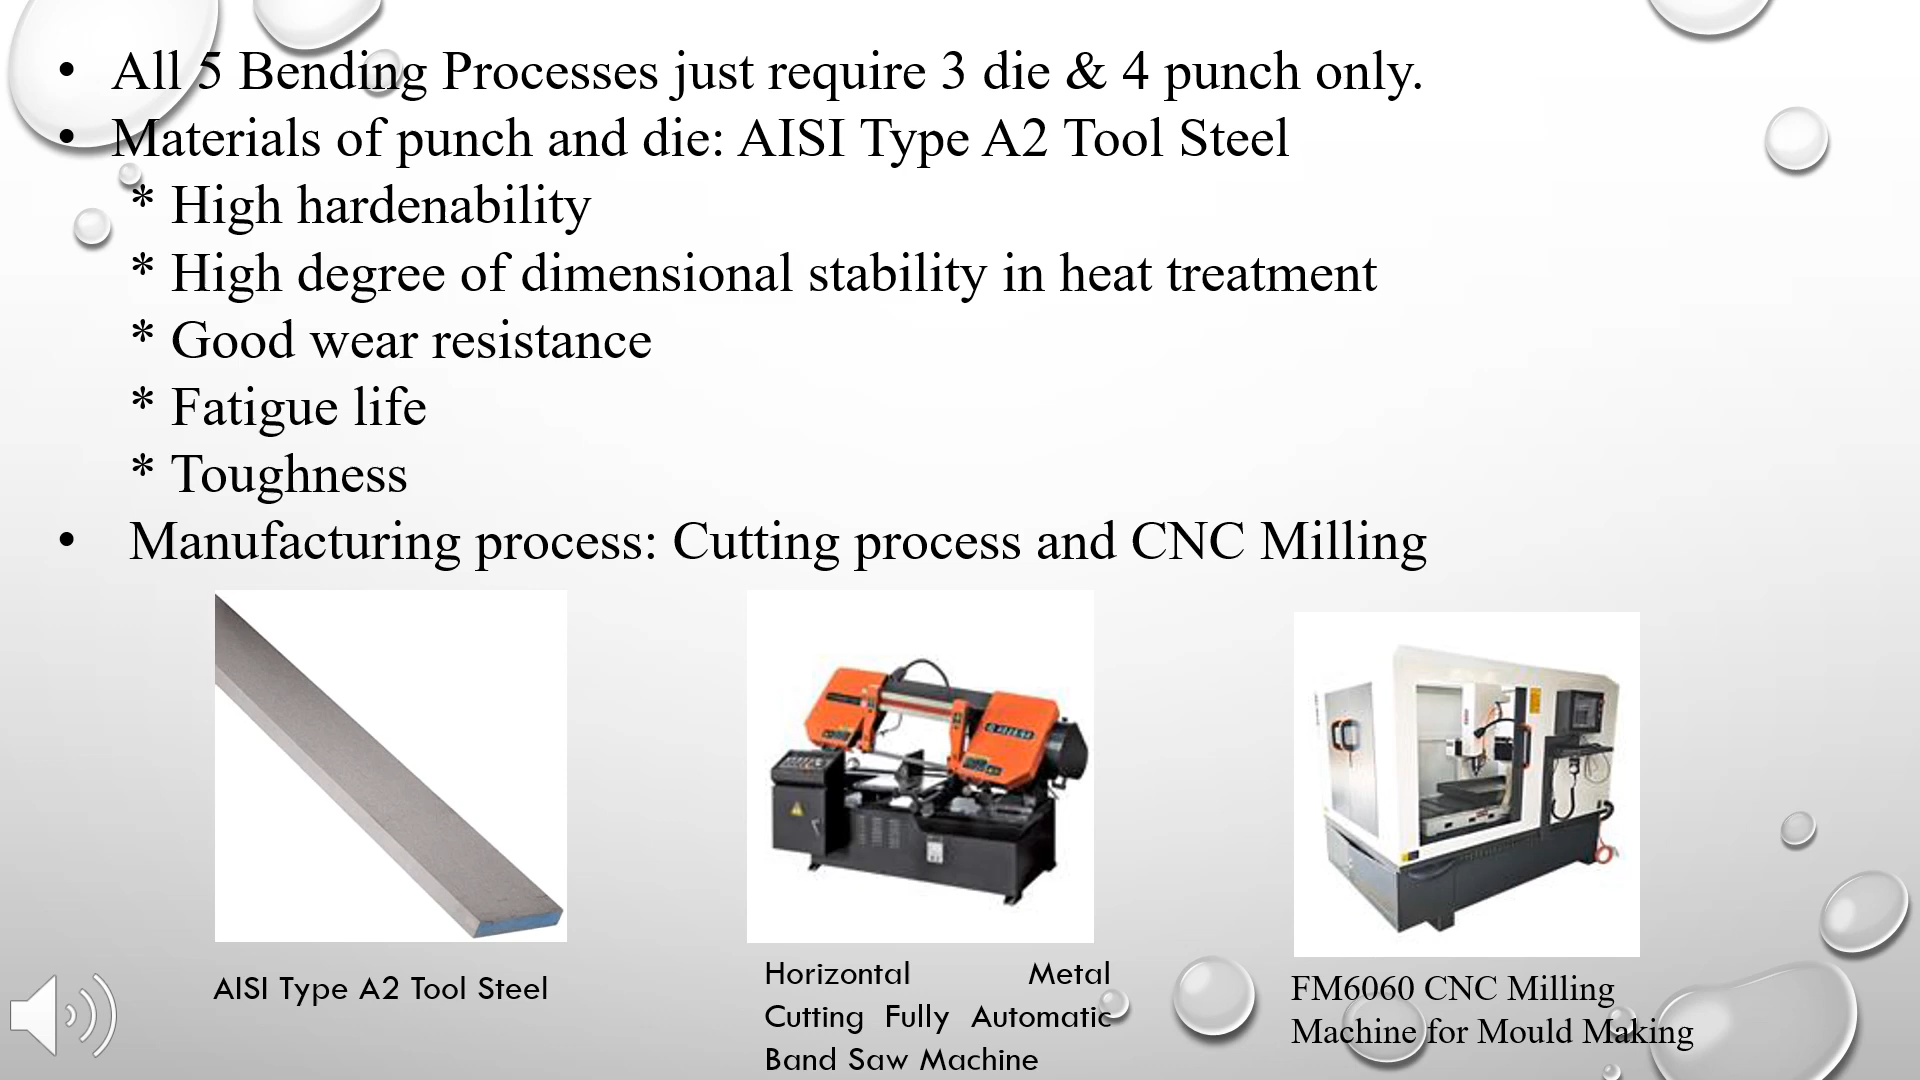 • All 5 Bending Processes just require 3 die & 4 punch only.
• Materials of punch and die: AISI Type A2 Tool Steel
* High hardenability
* High degree of dimensional stability in heat treatment
* Good wear resistance
* Fatigue life
* Toughness
• Manufacturing process: Cutting process and CNC Milling
AISI Type A2 Tool Steel
Horizontal Metal
Cutting Fully Automatic
Band Saw Machine
FM6060 CNC Milling
Machine for Mould Making